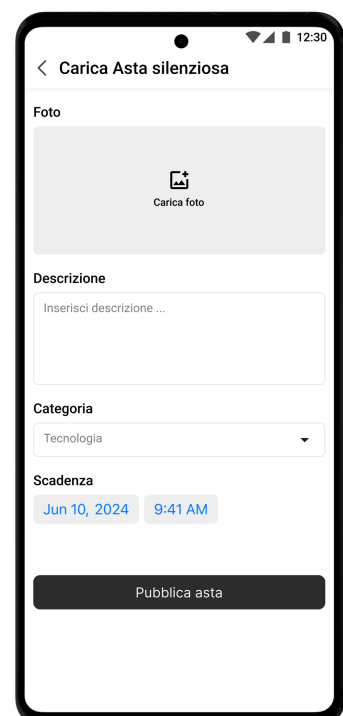 12:30
Carica Asta silenziosa
Foto
Carica foto
Descrizione
Inserisci descrizione ...
Categoria
Tecnologia
Scadenza
Jun 10, 2024 9:41 AM
Pubblica asta